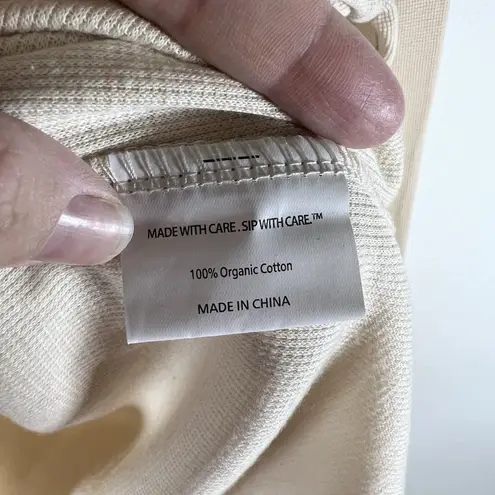 MADE WITH CARE . SIP WITH CARE.™
100% Organic Cotton
MADE IN CHINA